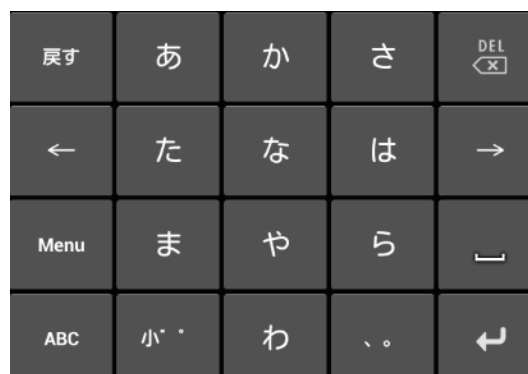 戻す あ か さ DEL
← た な は →
Menu ま や ら
ABC 小゛゜ わ 、。